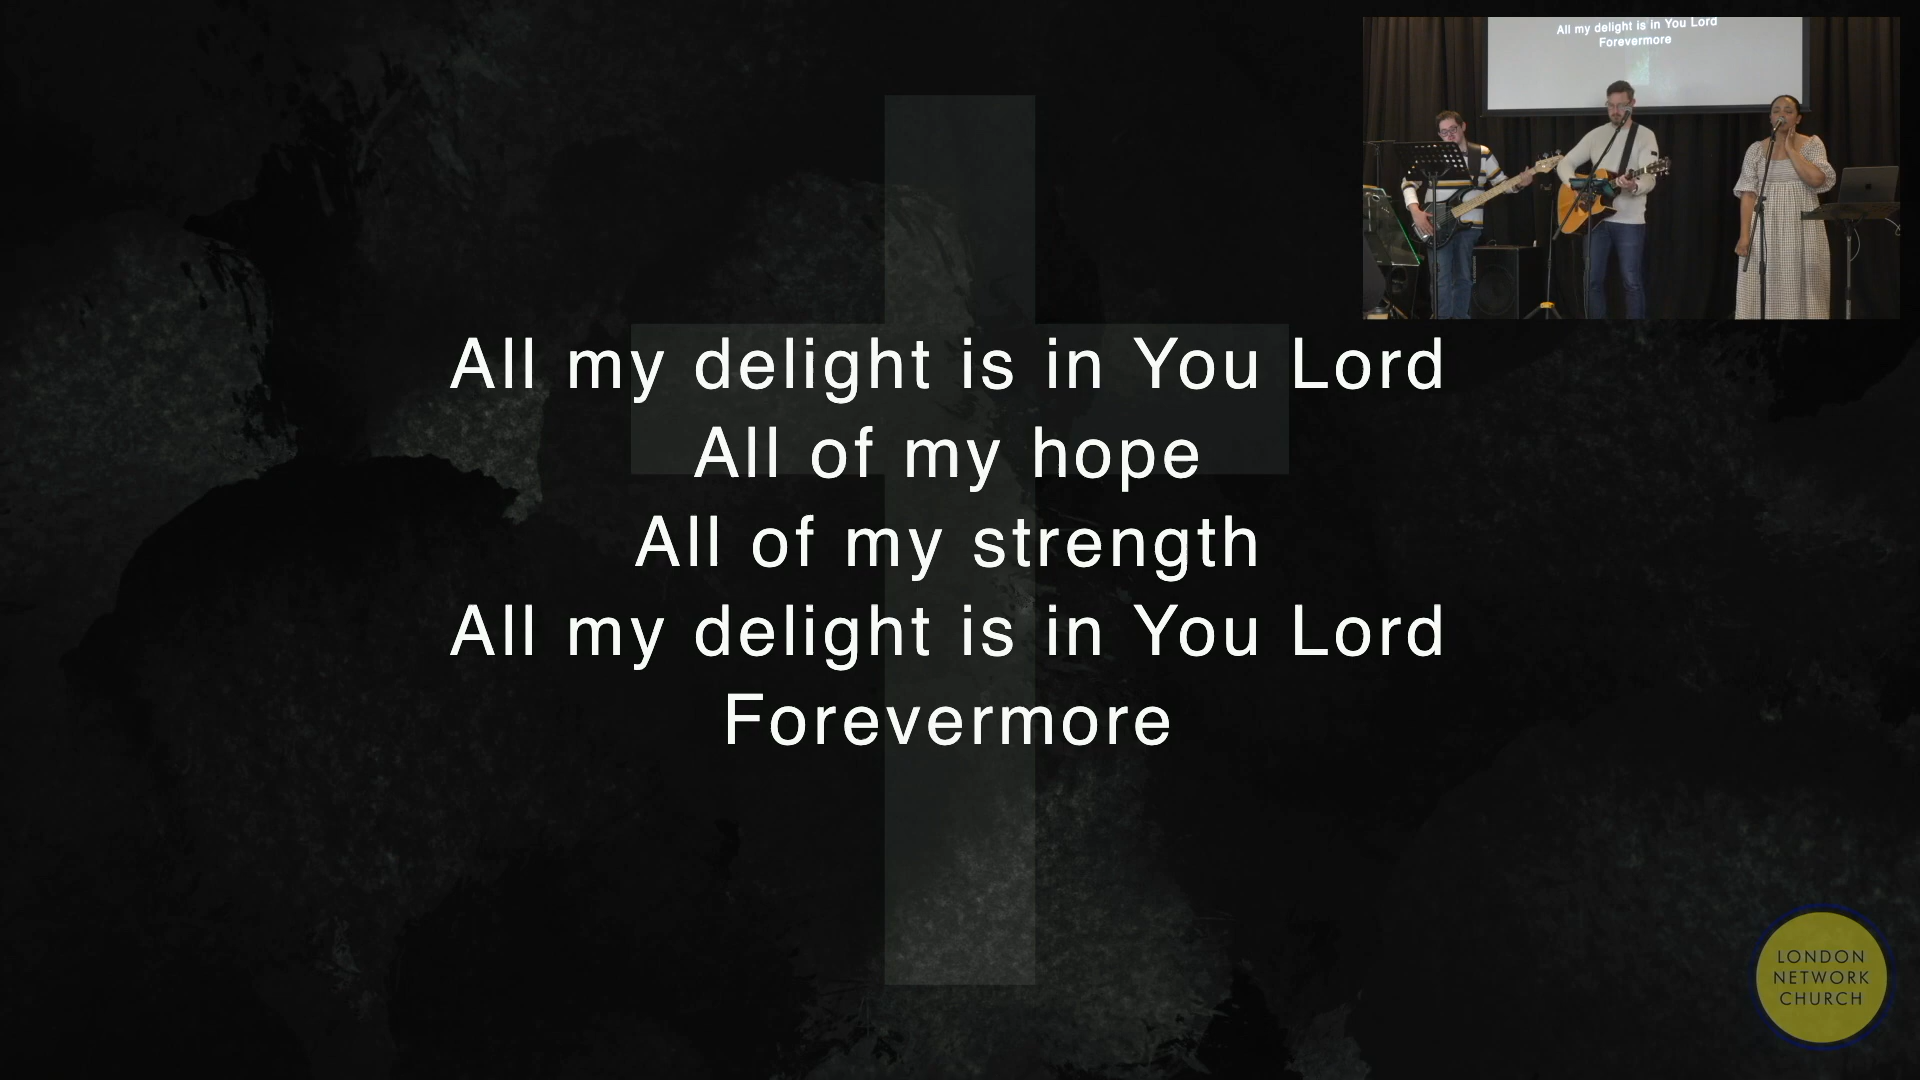 All my delight is in You Lord
Forevermore
All my delight is in You Lord
All of my hope
All of my strength
All my delight is in You Lord
Forevermore
LONDON
NETWORK
CHURCH